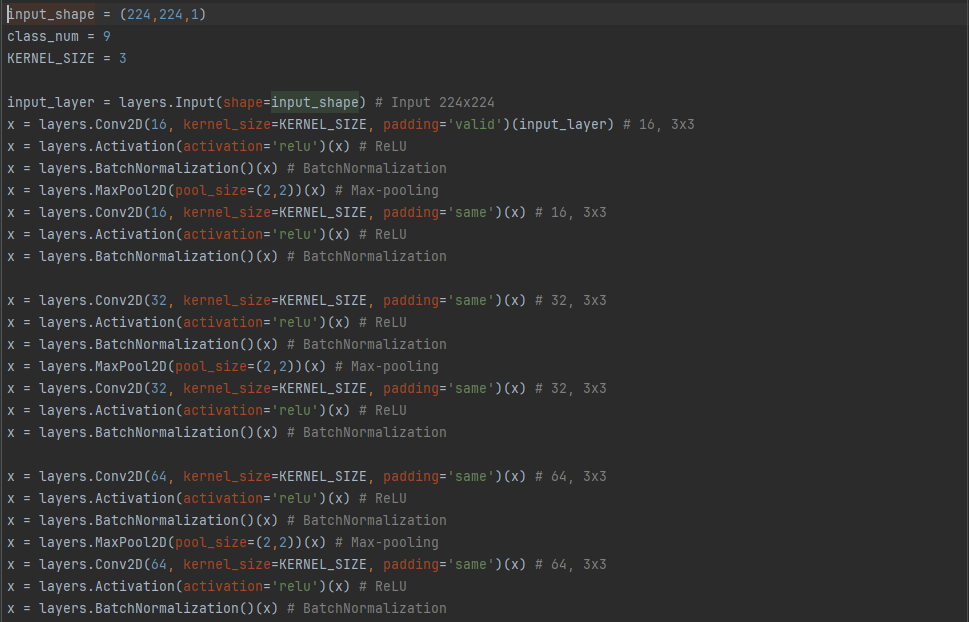 input_shape = (224,224,1)
class_num = 9
KERNEL_SIZE = 3
input_layer = layers.Input(shape=input_shape) # Input 224x224
x = layers.Conv2D(16, kernel_size=KERNEL_SIZE, padding='valid')(input_layer) # 16, 3x3
x = layers.Activation(activation='relu')(x) # ReLU
x = layers.BatchNormalization()(x) # BatchNormalization
x = layers.MaxPool2D(pool_size=(2,2))(x) # Max-pooling
x = layers.Conv2D(16, kernel_size=KERNEL_SIZE, padding='same')(x) # 16, 3x3
x = layers.Activation(activation='relu')(x) # ReLU
x = layers.BatchNormalization()(x) # BatchNormalization
x = layers.Conv2D(32, kernel_size=KERNEL_SIZE, padding='same')(x) # 32, 3x3
x = layers.Activation(activation='relu')(x) # ReLU
x = layers.BatchNormalization()(x) # BatchNormalization
x = layers.MaxPool2D(pool_size=(2,2))(x) # Max-pooling
x = layers.Conv2D(32, kernel_size=KERNEL_SIZE, padding='same')(x) # 32, 3x3
x = layers.Activation(activation='relu')(x) # ReLU
x = layers.BatchNormalization()(x) # BatchNormalization
x = layers.Conv2D(64, kernel_size=KERNEL_SIZE, padding='same')(x) # 64, 3x3
x = layers.Activation(activation='relu')(x) # ReLU
x = layers.BatchNormalization()(x) # BatchNormalization
x = layers.MaxPool2D(pool_size=(2,2))(x) # Max-pooling
x = layers.Conv2D(64, kernel_size=KERNEL_SIZE, padding='same')(x) # 64, 3x3
x = layers.Activation(activation='relu')(x) # ReLU
x = layers.BatchNormalization()(x) # BatchNormalization